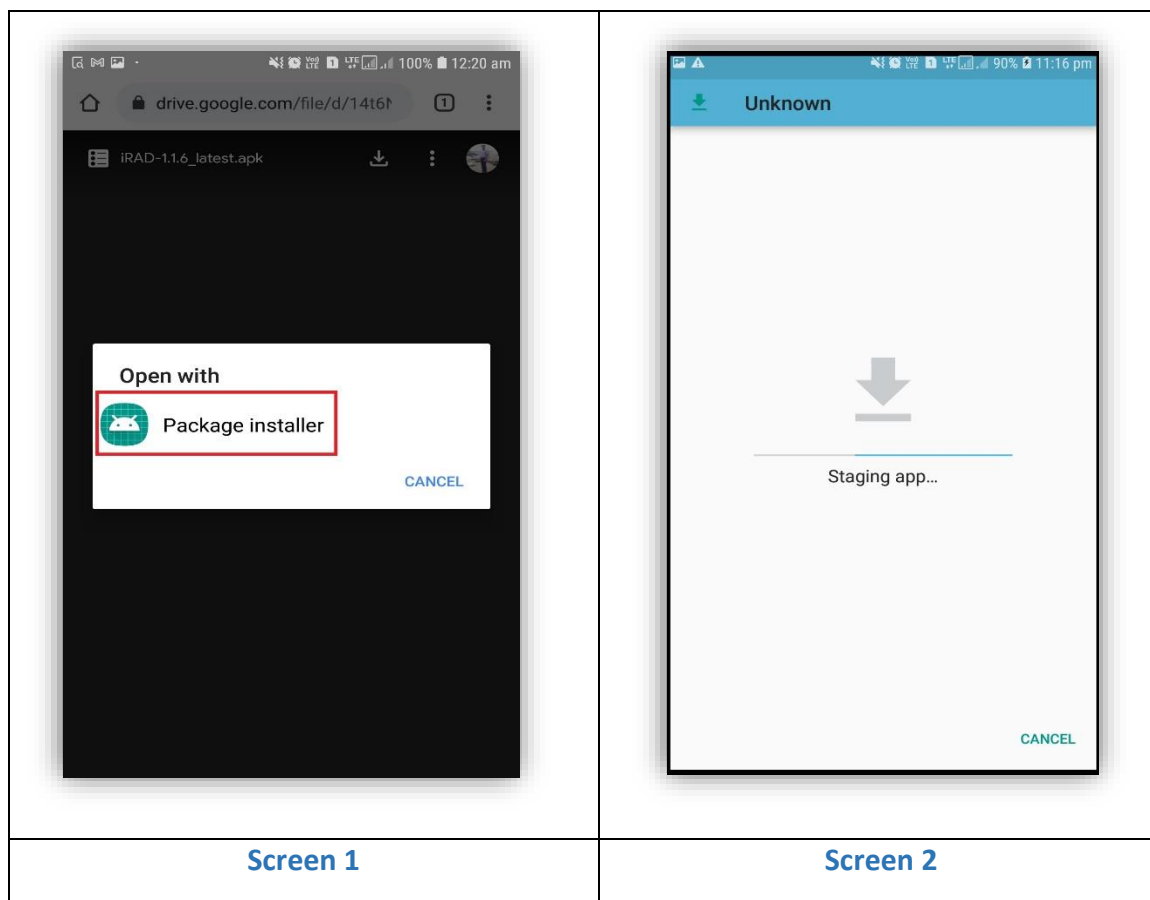 100% 12:20 am
drive.google.com/file/d/14t6N
1
iRAD-1.1.6_latest.apk
Open with
Package installer
CANCEL
Screen 1
90% 11:16 pm
Unknown
Staging app...
CANCEL
Screen 2